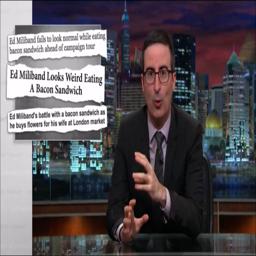 Ed Miliband fails to look normal while eating
bacon sandwich ahead of campaign tour
Ed Miliband Looks Weird Eating
A Bacon Sandwich
Ed Miliband's battle with a bacon sandwich as
he buys flowers for his wife at London market